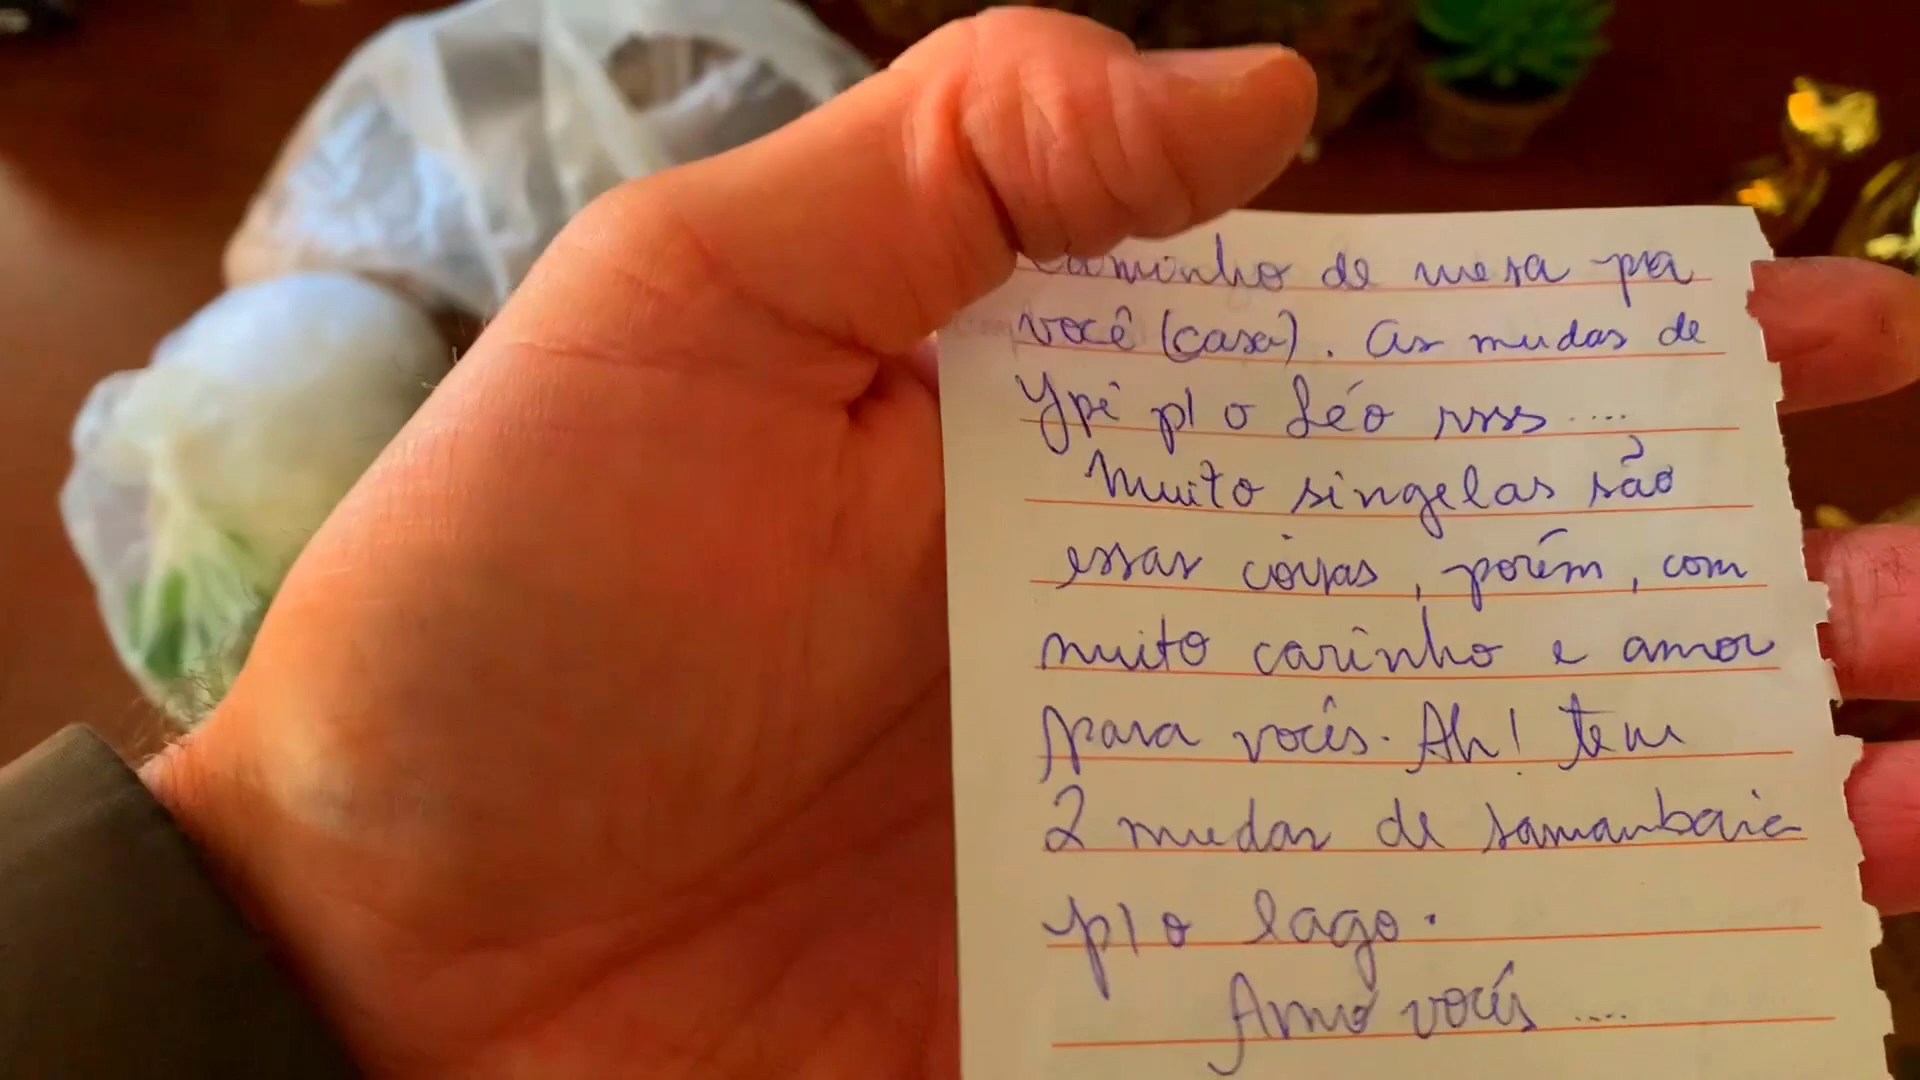 Caminho de mesa pra
você (casa). As mudas de
Ypê p/ o Léo rsss ....
Muito singelas são
essas coisas, porém, com
muito carinho e amor
para vocês. Ah! tem
2 mudas de samambaia
p/ o lago.
Amo vocês ....